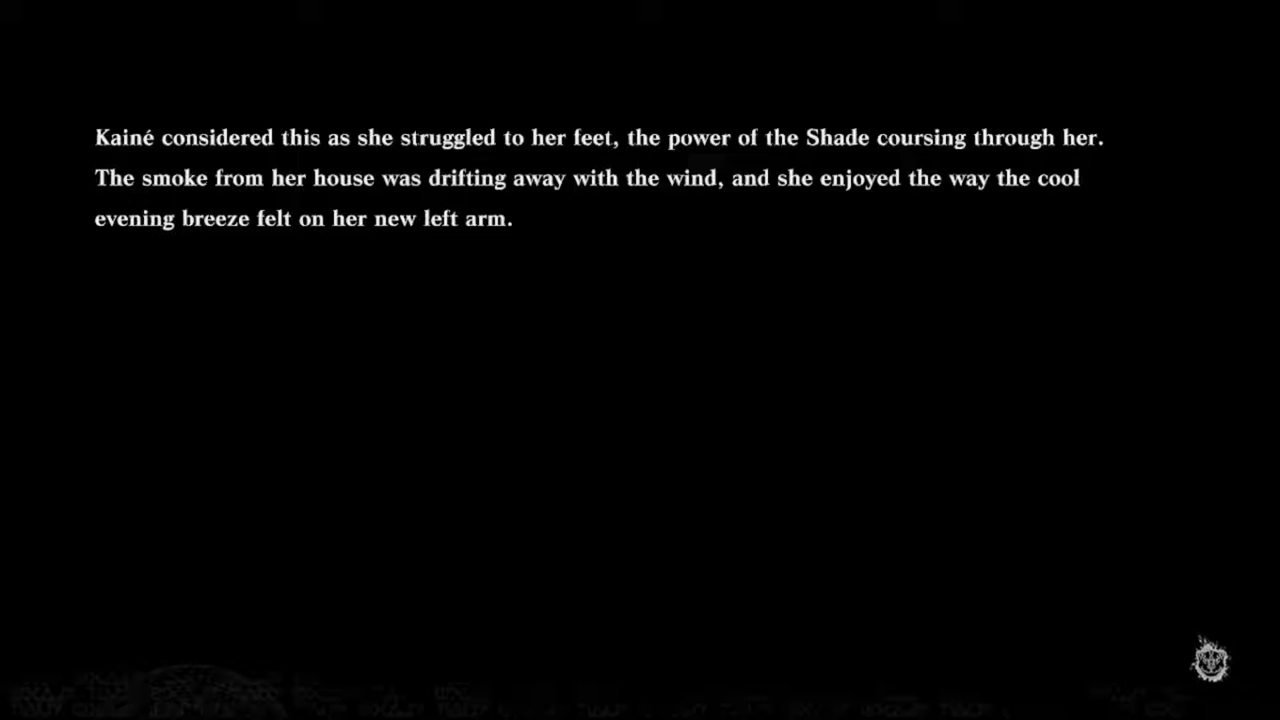 Kainé considered this as she struggled to her feet, the power of the Shade coursing through her.
The smoke from her house was drifting away with the wind, and she enjoyed the way the cool
evening breeze felt on her new left arm.